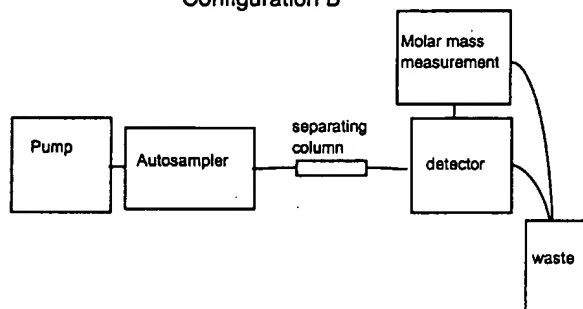 Configuration B
Molar mass
measurement
Pump
Autosampler
separating
column
detector
waste